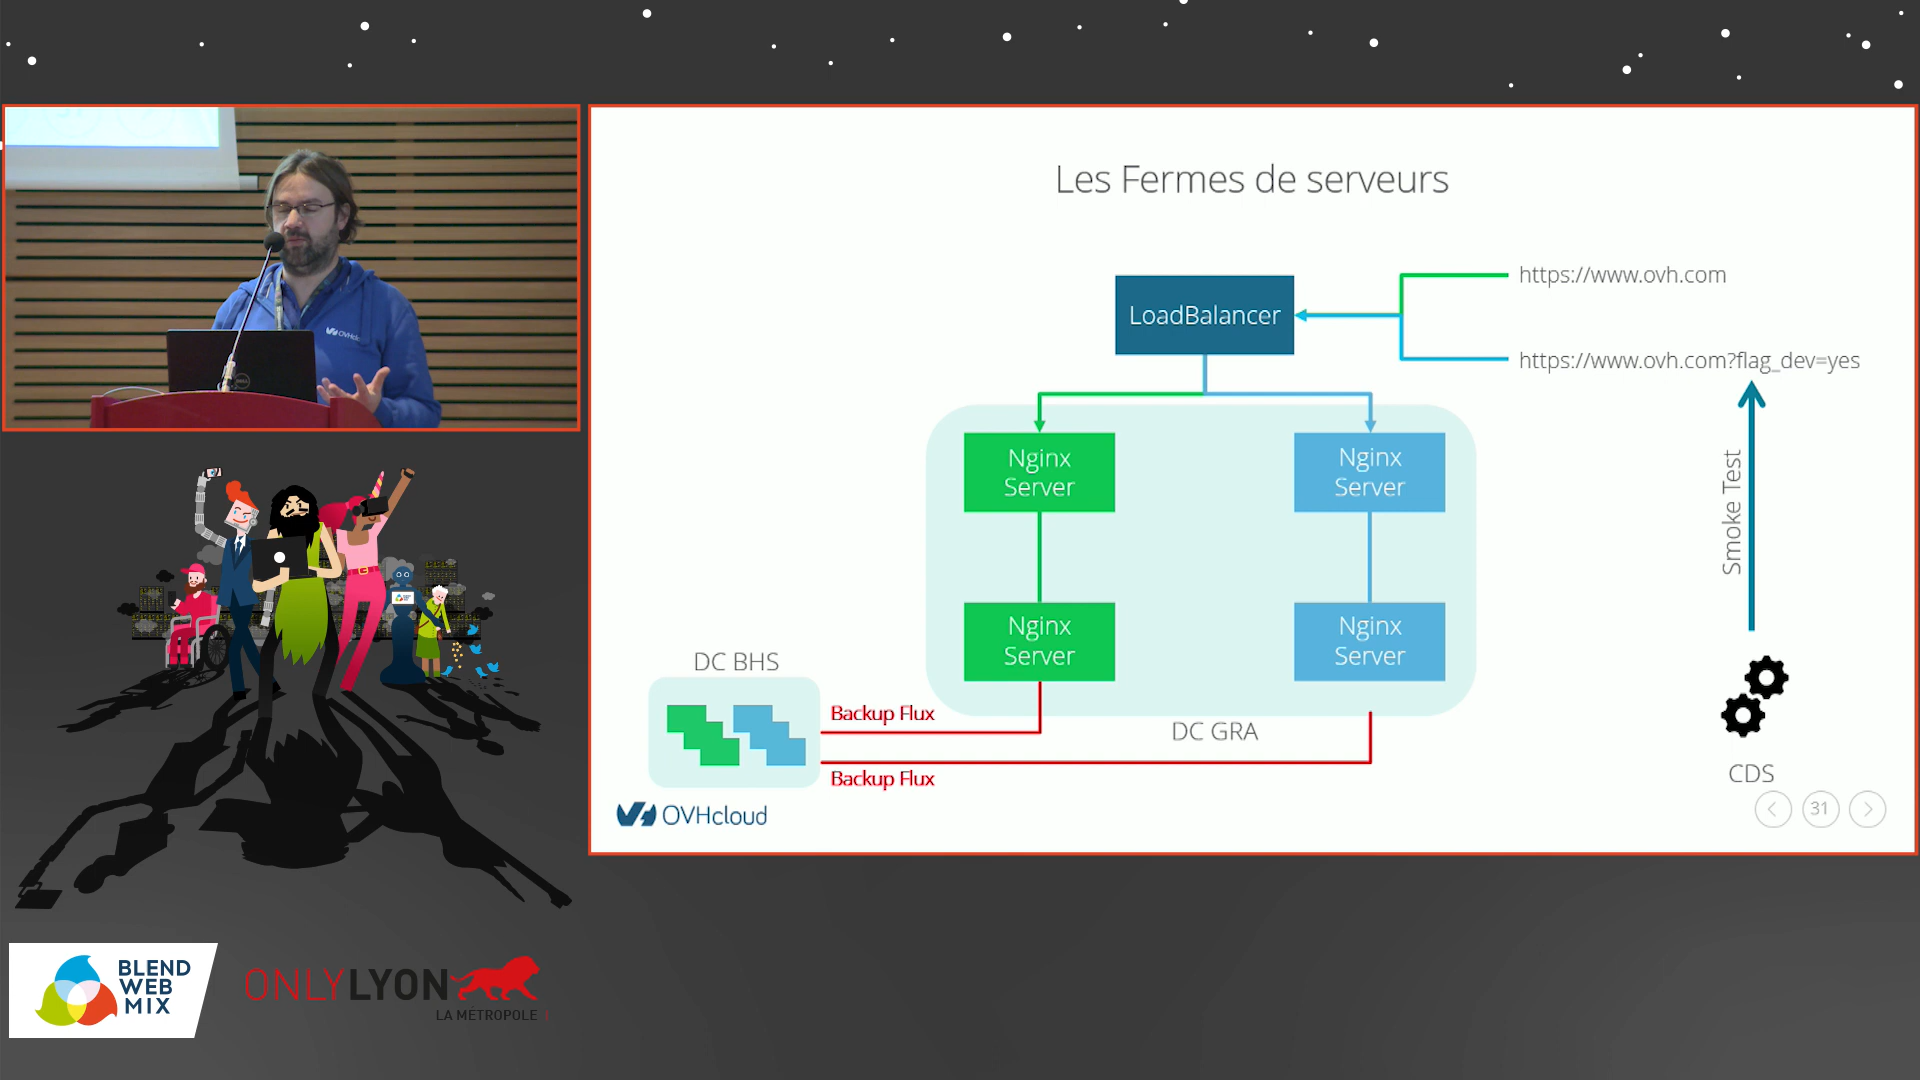 Les Fermes de serveurs
LoadBalancer
https://www.ovh.com
https://www.ovh.com?flag_dev=yes
Nginx
Server
Nginx
Server
Smoke Test
Nginx
Server
Nginx
Server
DC BHS
Backup Flux
DC GRA
Backup Flux
CDS
OVHcloud
31
BLEND
WEB
MIX
ONLYLYON
LA MÉTROPOLE